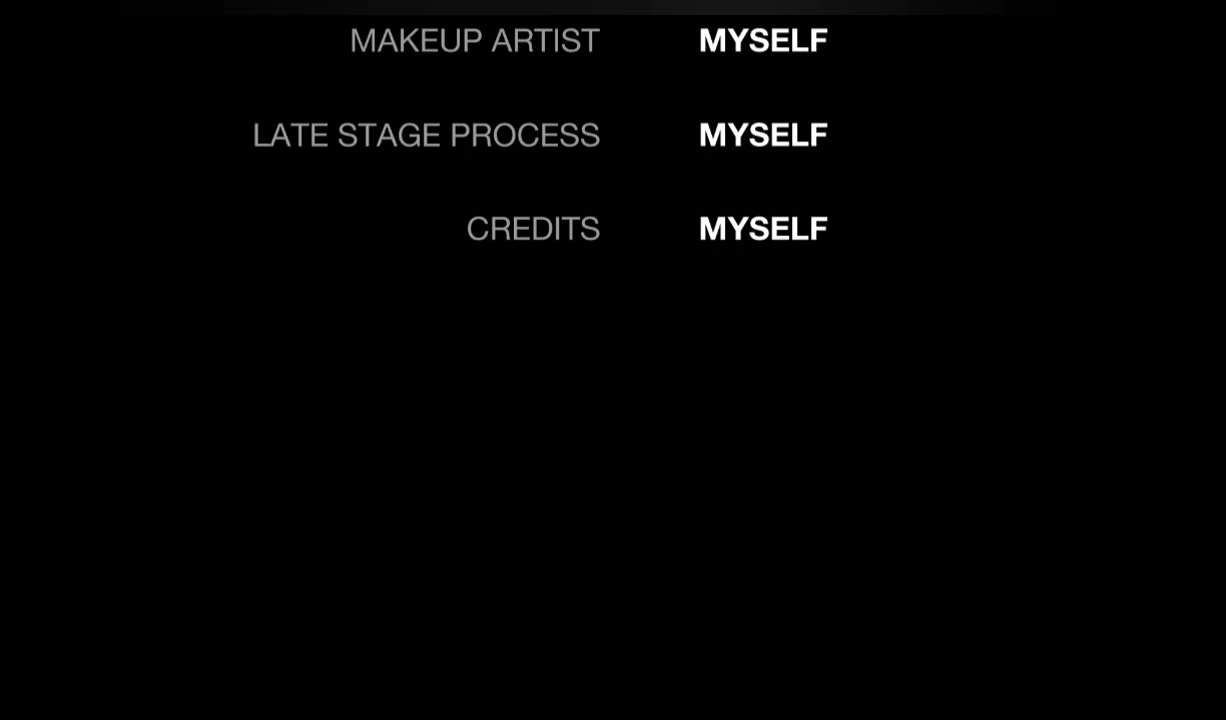 MAKEUP ARTIST MYSELF
LATE STAGE PROCESS MYSELF
CREDITS MYSELF